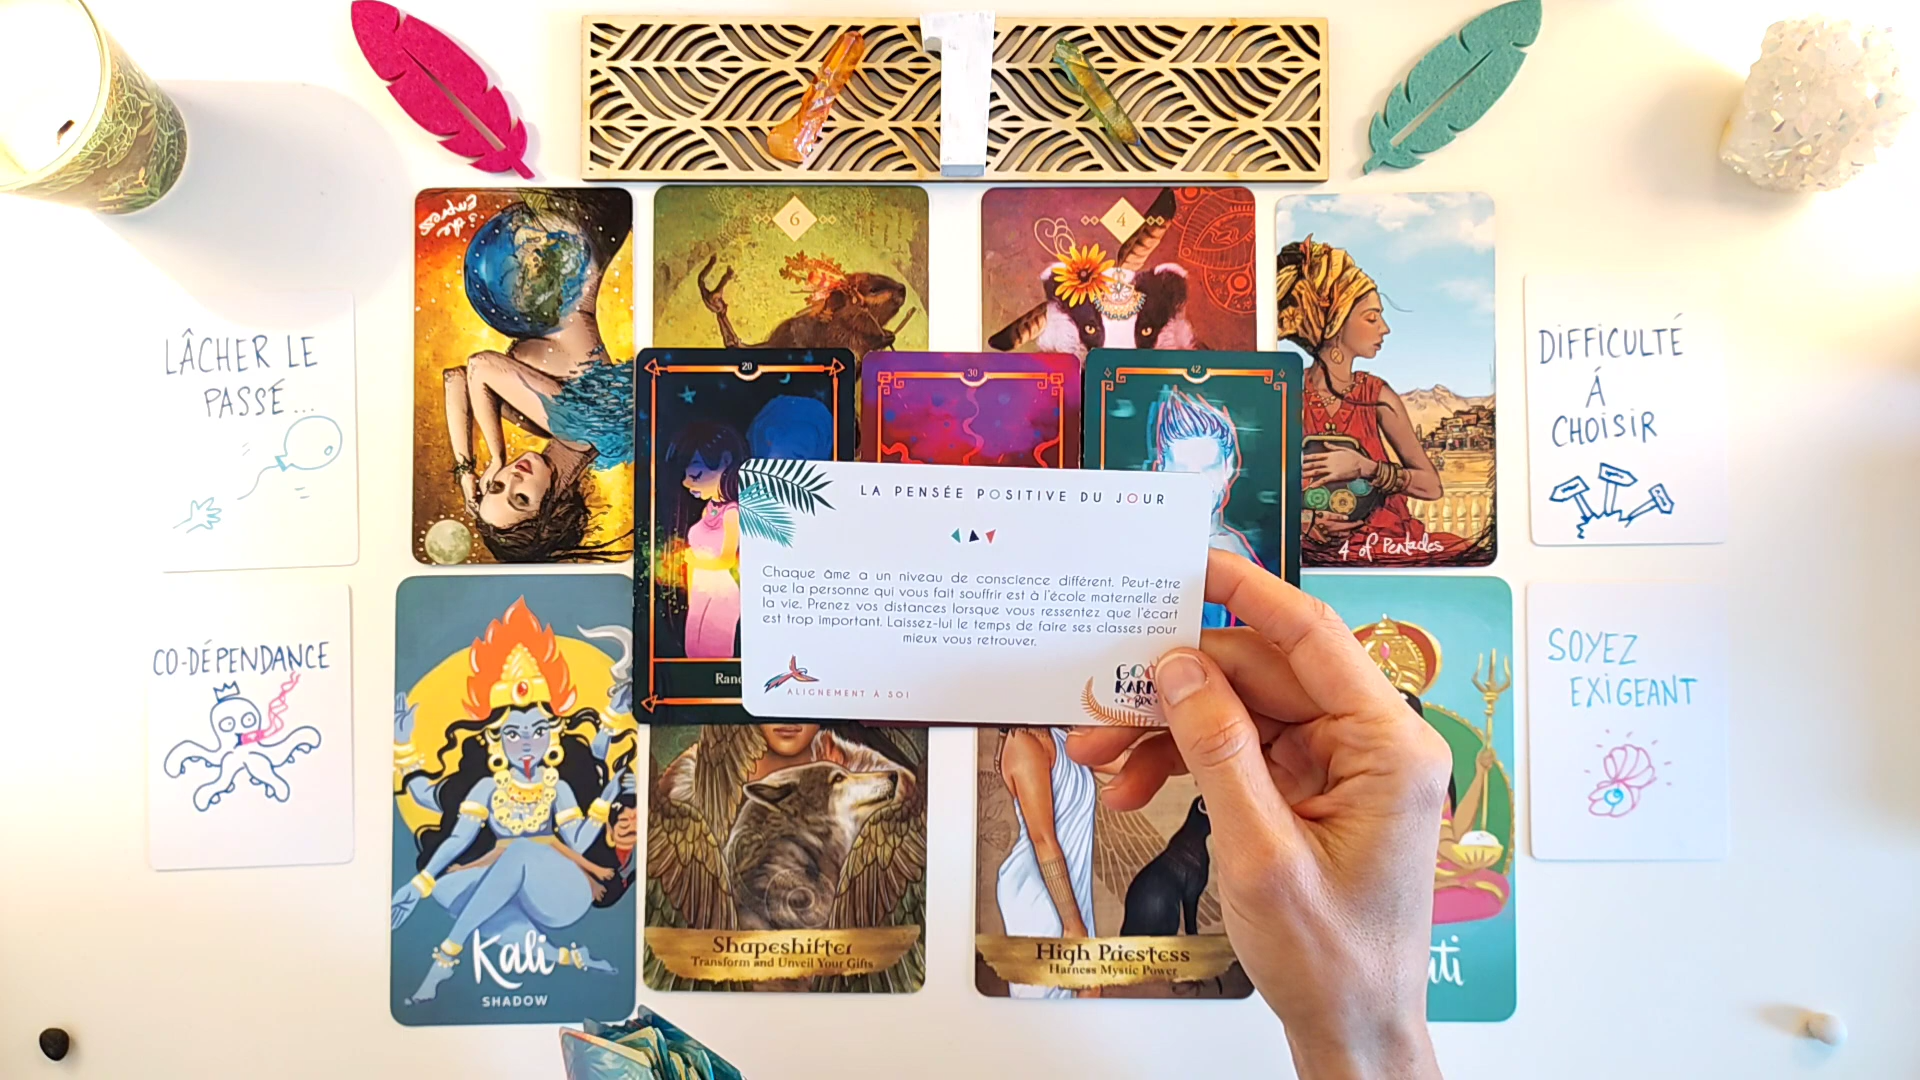 1
3 the
Empress
6
4
20
30
42
LÂCHER LE
PASSÉ...
DIFFICULTÉ
À
CHOISIR
4 of Pentacles
LA PENSÉE POSITIVE DU JOUR
Chaque âme a un niveau de conscience différent. Peut-être
que la personne qui vous fait souffrir est à l'école maternelle de
la vie. Prenez vos distances lorsque vous ressentez que l'écart
est trop important. Laissez-lui le temps de faire ses classes pour
mieux vous retrouver.
ALIGNEMENT À SOI
CO-DÉPENDANCE
SOYEZ
EXIGEANT
Kali
SHADOW
Shapeshifter
Transform and Unveil Your Gifts
High Priestess
Harness Mystic Power